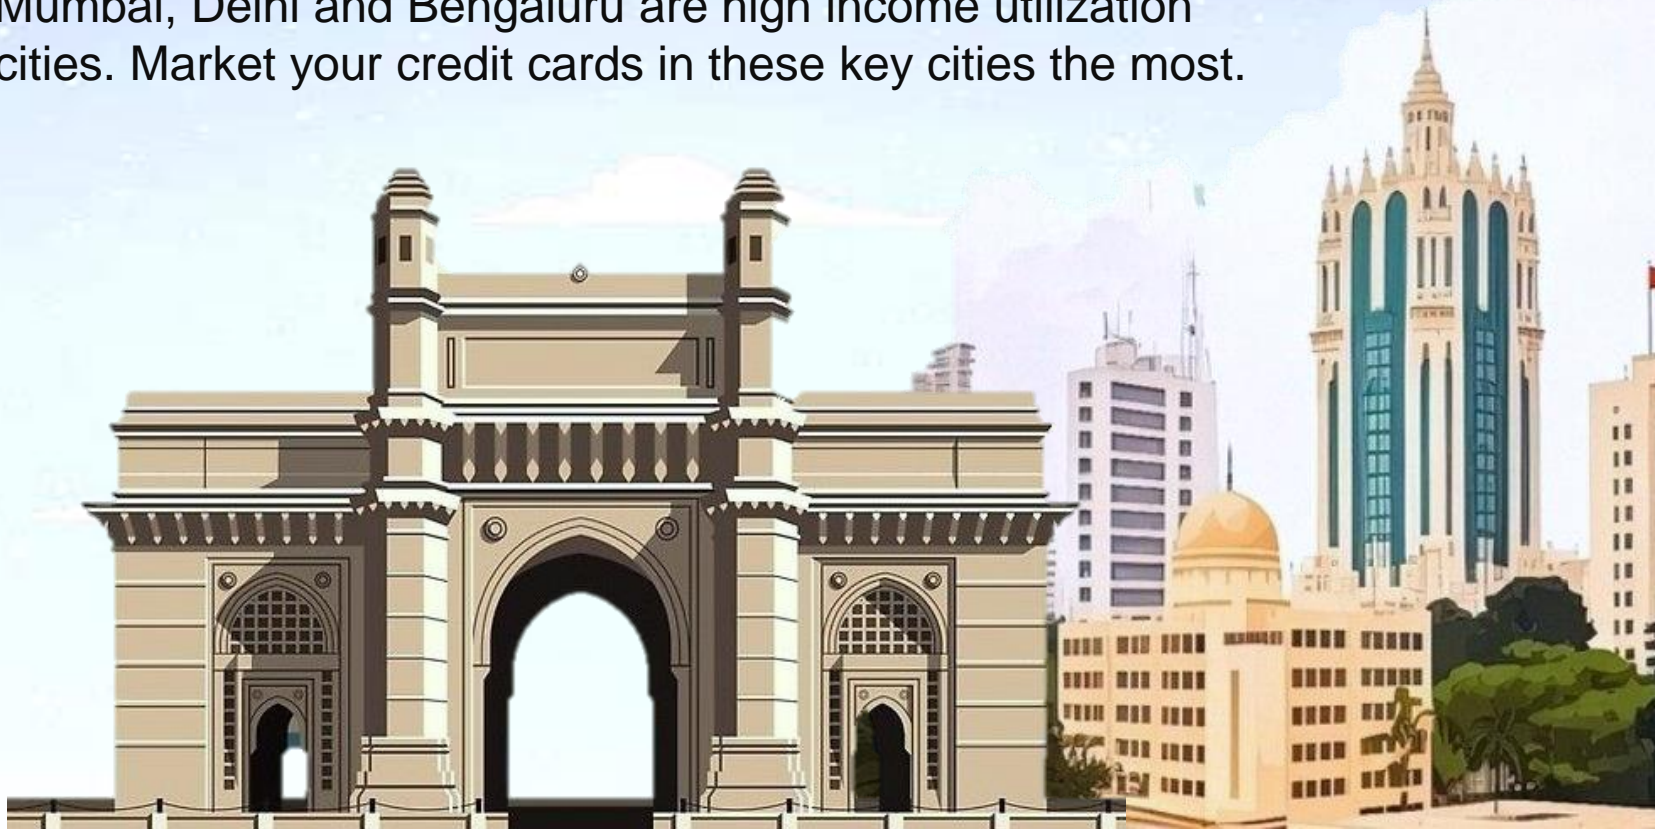 Mumbai, Delhi and Bengaluru are high income utilization
cities. Market your credit cards in these key cities the most.